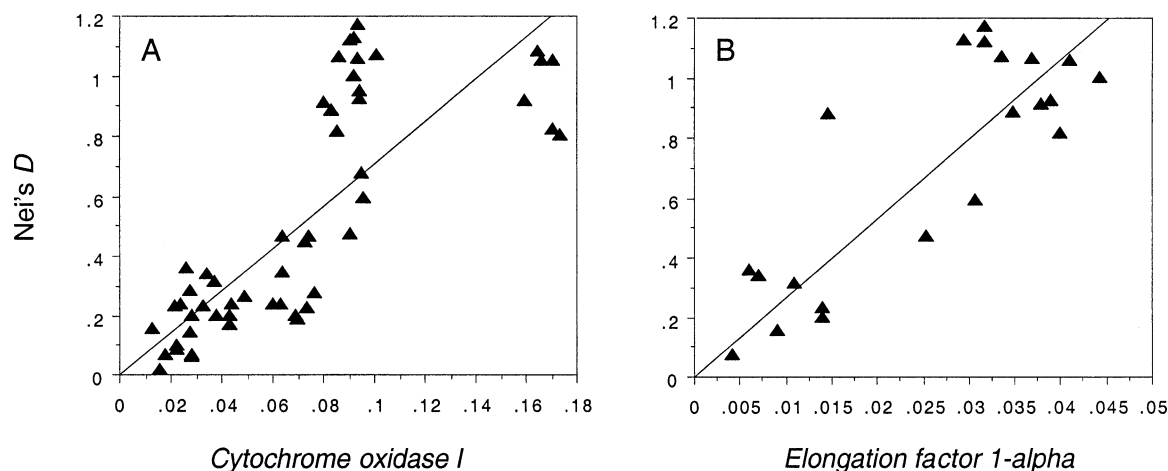 A
B
Nei's D
1.2
1
.8
.6
.4
.2
0
0 .02 .04 .06 .08 .1 .12 .14 .16 .18
Cytochrome oxidase I
1.2
1
.8
.6
.4
.2
0
0 .005 .01 .015 .02 .025 .03 .035 .04 .045 .05
Elongation factor 1-alpha